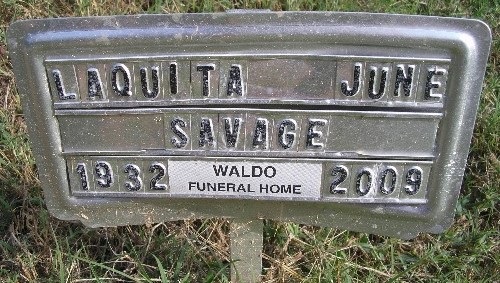 LAQUITA JUNE
SAVAGE
1932 WALDO FUNERAL HOME 2009